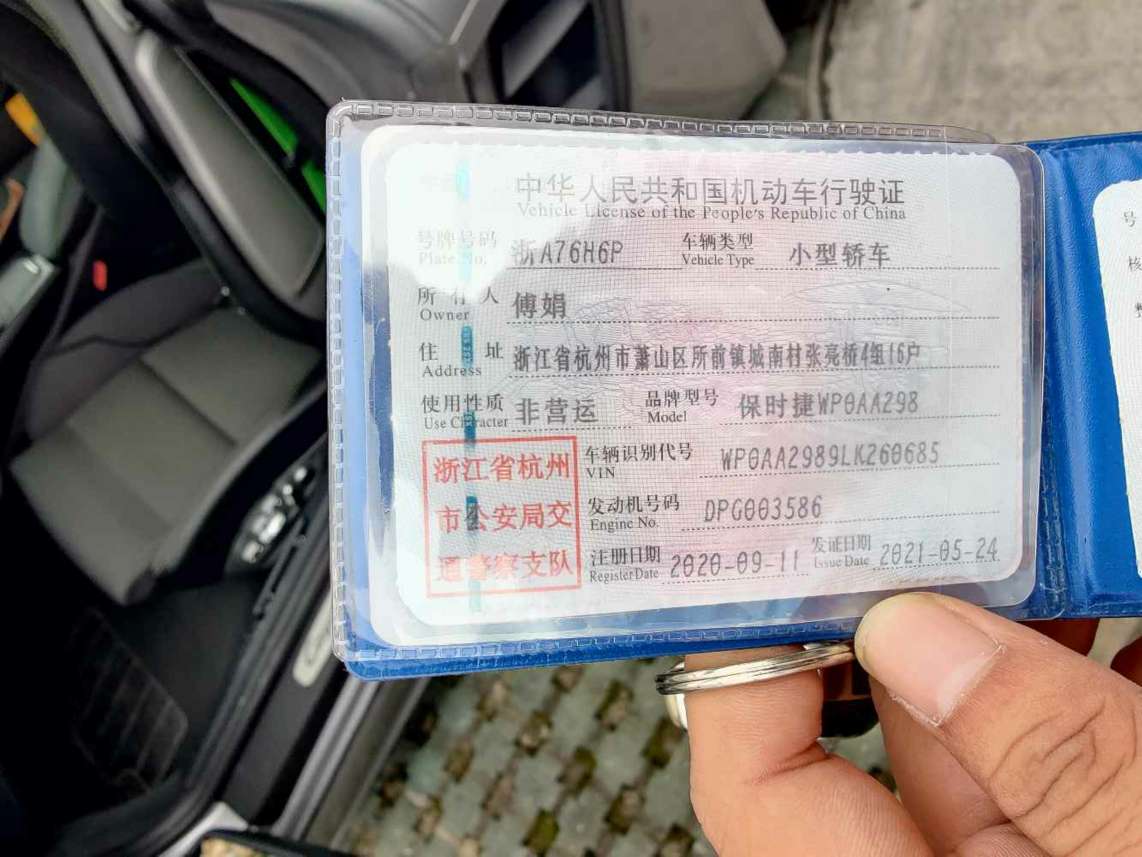 中华人民共和国机动车行驶证
Vehicle License of the People's Republic of China
号牌号码 浙A76H6P 车辆类型 小型轿车
Plate No. Vehicle Type
所有人 傅娟
Owner
住址 浙江省杭州市萧山区所前镇城南村张亮桥4组16户
Address
使用性质 非营运 品牌型号 保时捷WP0AA298
Use Character Model
浙江省杭州
市公安局交
通警察支队
车辆识别代号 WP0AA2989LK260685
VIN
发动机号码 DPG003586
Engine No.
注册日期 2020-09-11 发证日期 2021-05-24
Register Date Issue Date
号
核
整